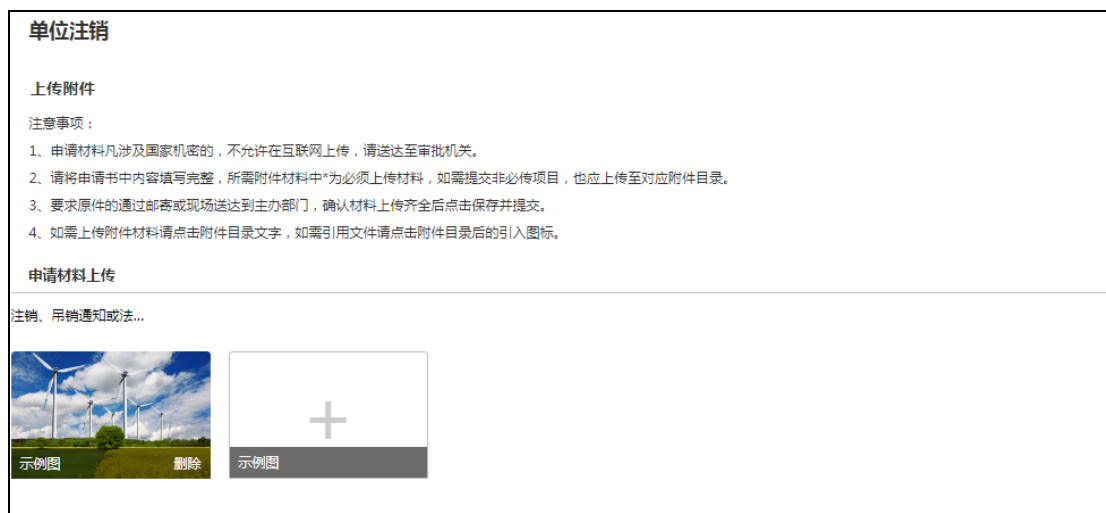 单位注销
上传附件
注意事项：
1、申请材料凡涉及国家机密的，不允许在互联网上传，请送达至审批机关。
2、请将申请书中内容填写完整，所需附件材料中*为必须上传材料，如需提交非必传项目，也应上传至对应附件目录。
3、要求原件的通过邮寄或现场送达到主办部门，确认材料上传齐全后点击保存并提交。
4、如需上传附件材料请点击附件目录文字，如需引用文件请点击附件目录后的引入图标。
申请材料上传
注销、吊销通知或法...
示例图 删除 示例图